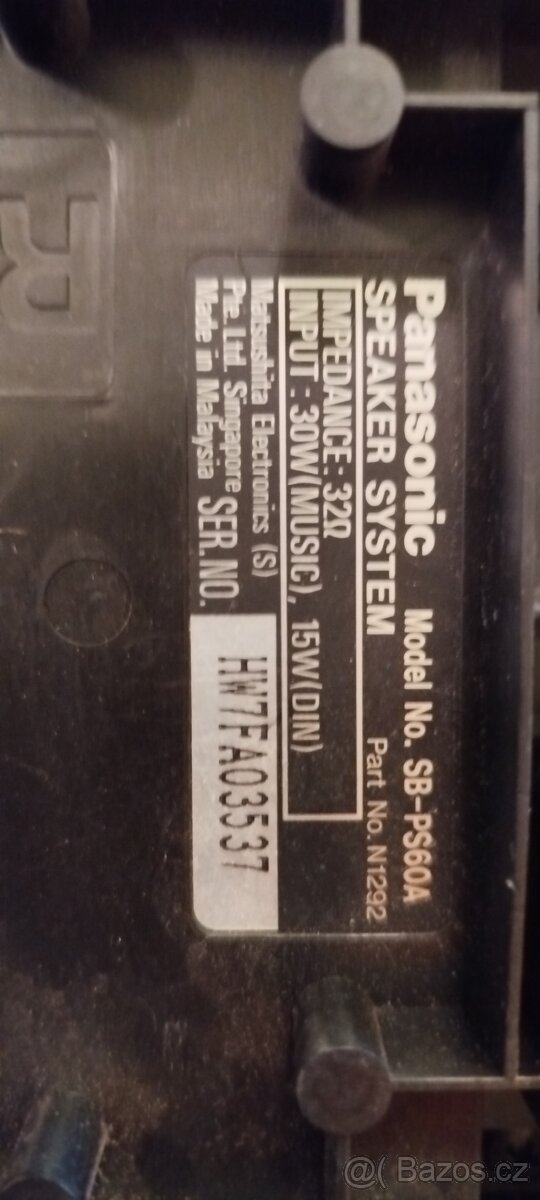 Panasonic Model No. SB-PS60A
SPEAKER SYSTEM Part No. N1292
IMPEDANCE: 32Ω
INPUT : 30W(MUSIC), 15W(DIN)
Matsushita Electronics (S)
Pte. Ltd. Singapore
Made in Malaysia SER. NO. HW7FA03537
R
@( Bazos.cz